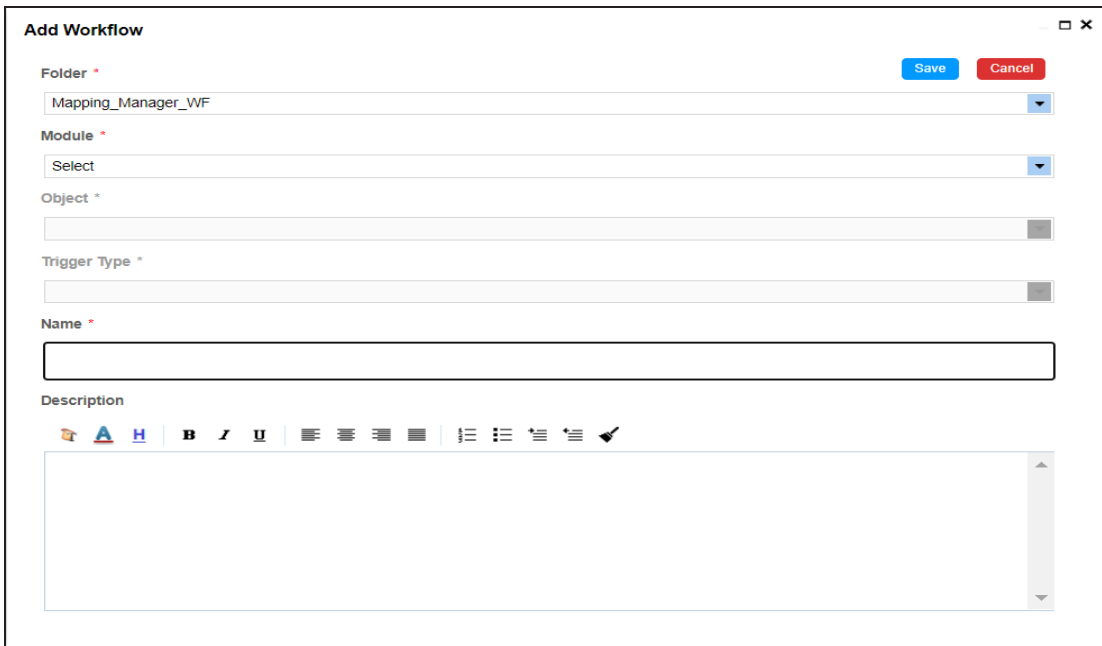 Add Workflow
Folder *
Save
Cancel
Mapping_Manager_WF
Module *
Select
Object *
Trigger Type *
Name *
Description
A H B I U